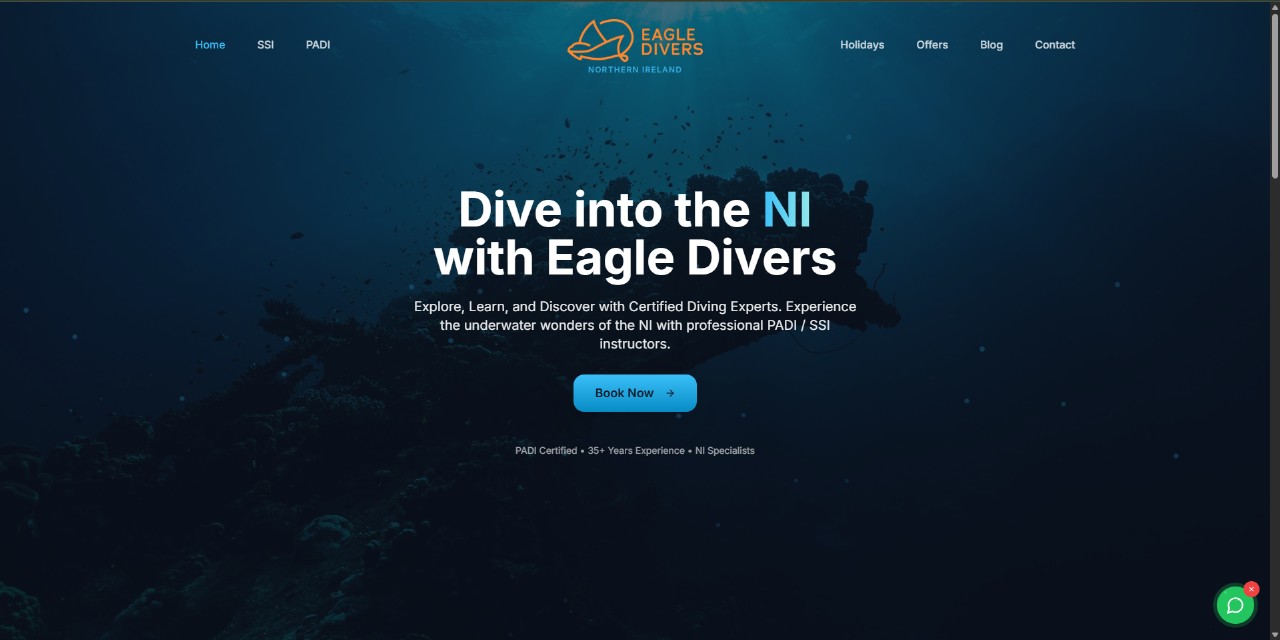 Home
SSI
PADI
EAGLE
DIVERS
NORTHERN IRELAND
Holidays
Offers
Blog
Contact
Dive into the NI
with Eagle Divers
Explore, Learn, and Discover with Certified Diving Experts. Experience
the underwater wonders of the NI with professional PADI / SSI
instructors.
Book Now →
PADI Certified • 35+ Years Experience • NI Specialists